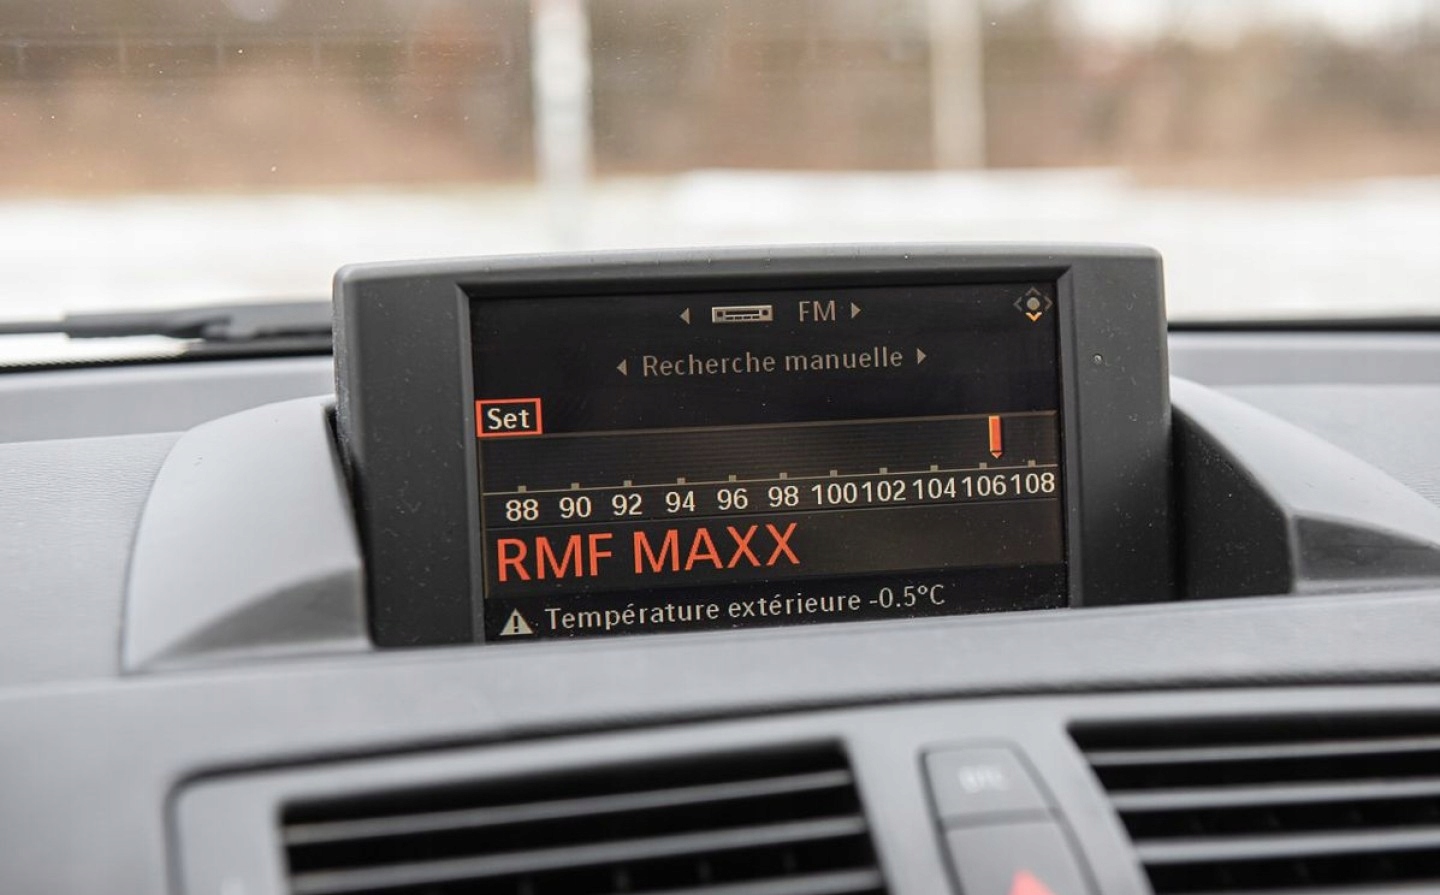 FM
Recherche manuelle
Set
88 90 92 94 96 98 100 102 104 106 108
RMF MAXX
Température extérieure -0.5°C